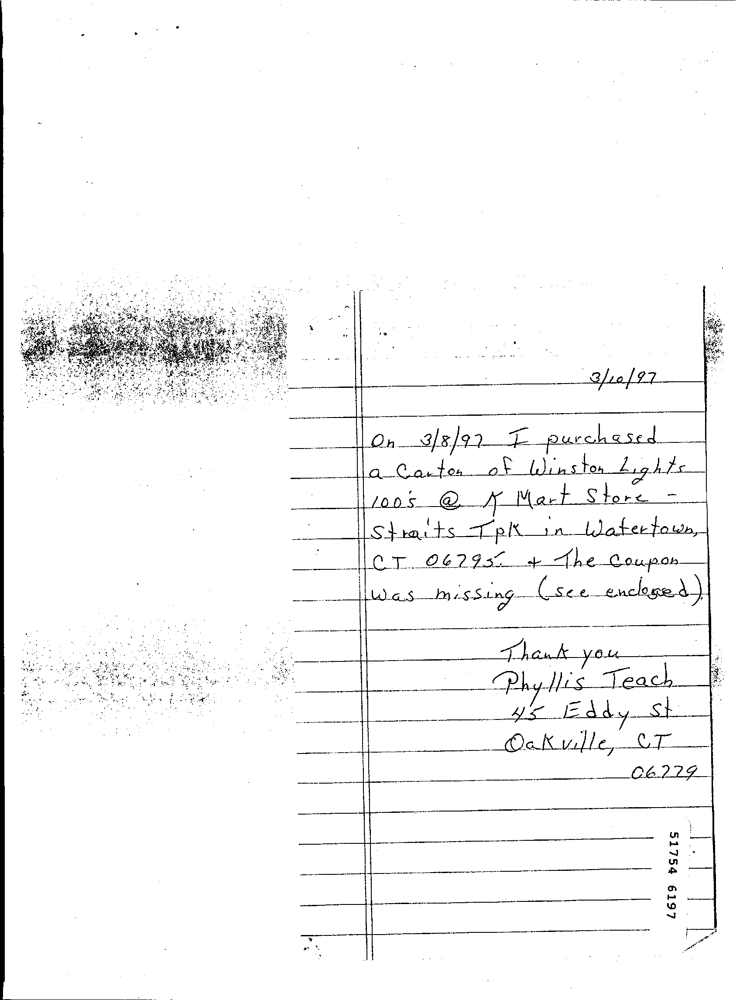 3/10/97
On 3/8/97 I purchased
a Carton of Winston Lights
100's @ K Mart Store -
Straits Tpk in Watertown,
CT 06795. + The Coupon
was missing (see enclosed).
Thank you
Phyllis Teach
45 Eddy St
Oakville, CT
06779
51754 6197